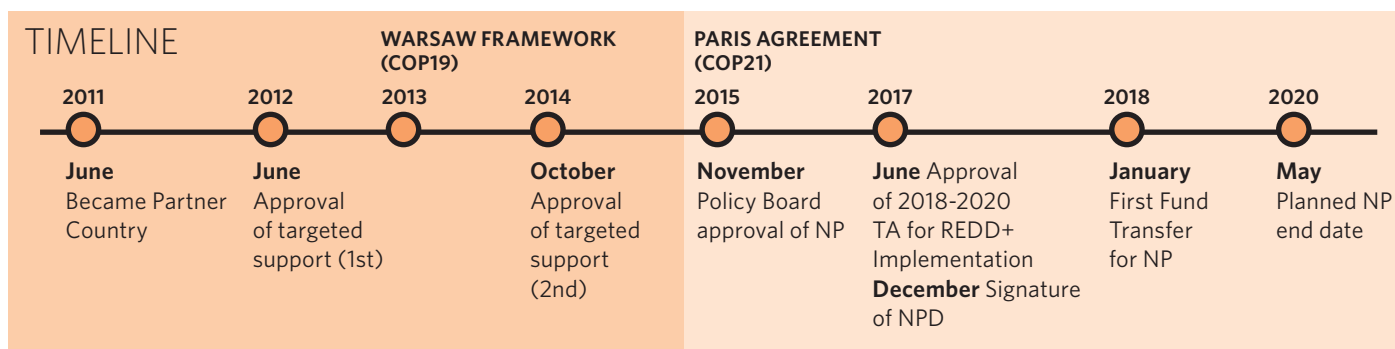 TIMELINE
WARSAW FRAMEWORK
(COP19)
PARIS AGREEMENT
(COP21)
2011
June
Became Partner
Country
2012
June
Approval
of targeted
support (1st)
2013
2014
October
Approval
of targeted
support
(2nd)
2015
November
Policy Board
approval of NP
2017
June Approval
of 2018-2020
TA for REDD+
Implementation
December Signature
of NPD
2018
January
First Fund
Transfer
for NP
2020
May
Planned NP
end date